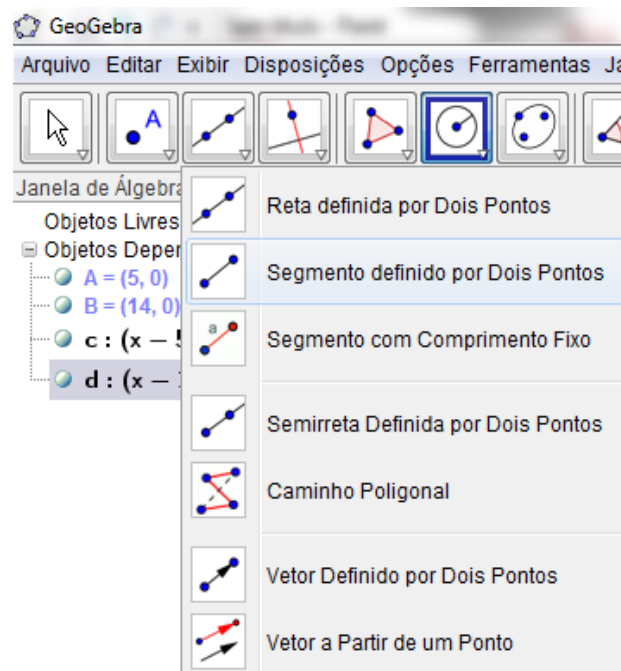 GeoGebra
Arquivo Editar Exibir Disposições Opções Ferramentas Ja
A
Janela de Álgebra
Objetos Livres
Objetos Deper
A = (5, 0)
B = (14, 0)
c : (x –
d : (x –
Reta definida por Dois Pontos
Segmento definido por Dois Pontos
a
Segmento com Comprimento Fixo
Semirreta Definida por Dois Pontos
Caminho Poligonal
Vetor Definido por Dois Pontos
Vetor a Partir de um Ponto